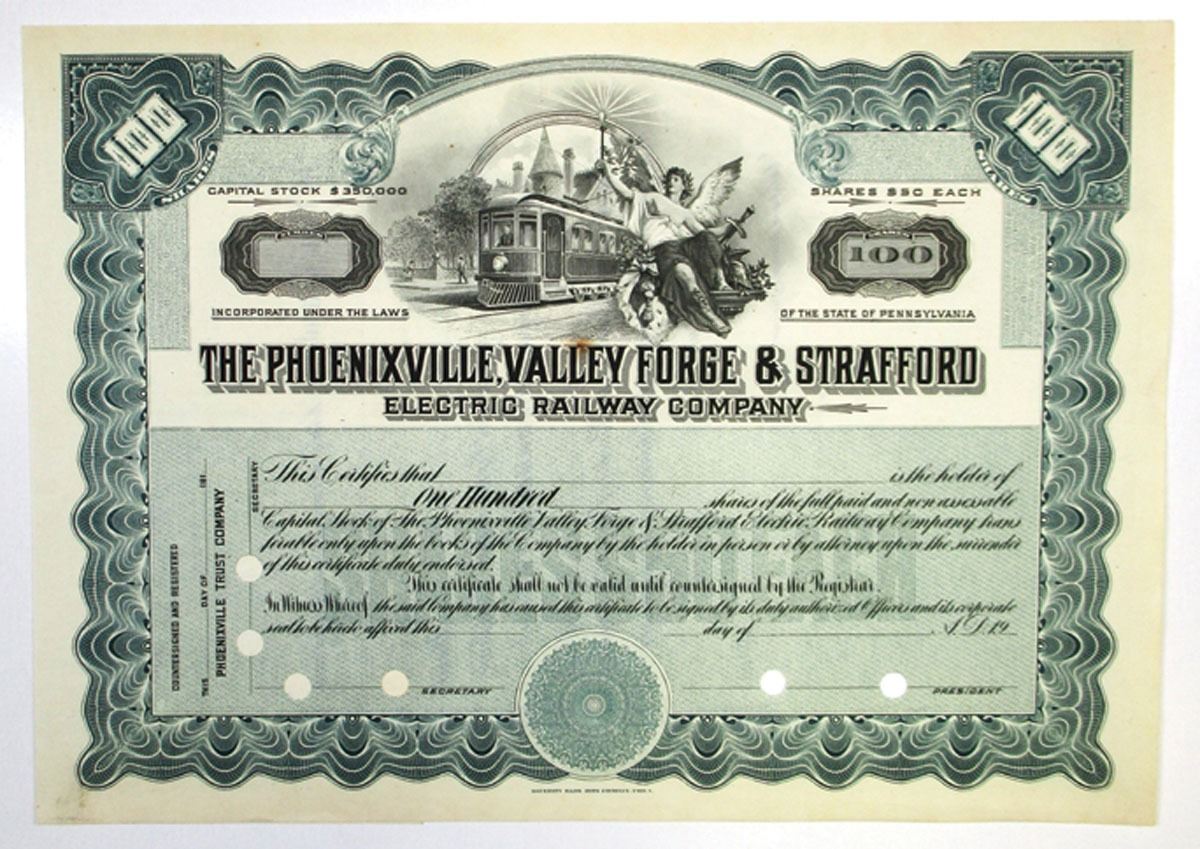 100
SHARES
100
SHARES
CAPITAL STOCK $350,000
SHARES $50 EACH
100
INCORPORATED UNDER THE LAWS
OF THE STATE OF PENNSYLVANIA
THE PHOENIXVILLE, VALLEY FORGE & STRAFFORD
ELECTRIC RAILWAY COMPANY
This Certifies that is the holder of
One Hundred shares of the full paid and non assessable
Capital Stock of The Phoenixville Valley Forge & Strafford Electric Railway Company trans
ferable only upon the books of the Company by the holder in person or by attorney upon the surrender
of this certificate duly endorsed.
This certificate shall not be valid until countersigned by the Registrar.
In Witness Whereof the said Company has caused this certificate to be signed by its duly authorized Officers and its corporate
seal to be hereto affixed this day of A.D. 19
SECRETARY
PRESIDENT
COUNTERSIGNED AND REGISTERED
THIS DAY OF 191
PHOENIXVILLE TRUST COMPANY
SECRETARY